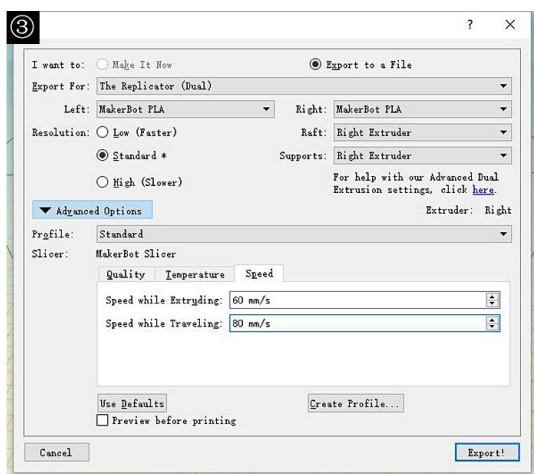 ③
I want to: Make It Now Export to a File
Export For: The Replicator (Dual)
Left: MakerBot PLA Right: MakerBot PLA
Resolution: Low (Faster) Raft: Right Extruder
Standard * Supports: Right Extruder
High (Slower) For help with our Advanced Dual
Extrusion settings, click here.
Advanced Options Extruder: Right
Profile: Standard
Slicer: MakerBot Slicer
Quality Temperature Speed
Speed while Extruding: 60 mm/s
Speed while Traveling: 80 mm/s
Use Defaults Create Profile...
Preview before printing
Cancel Export!